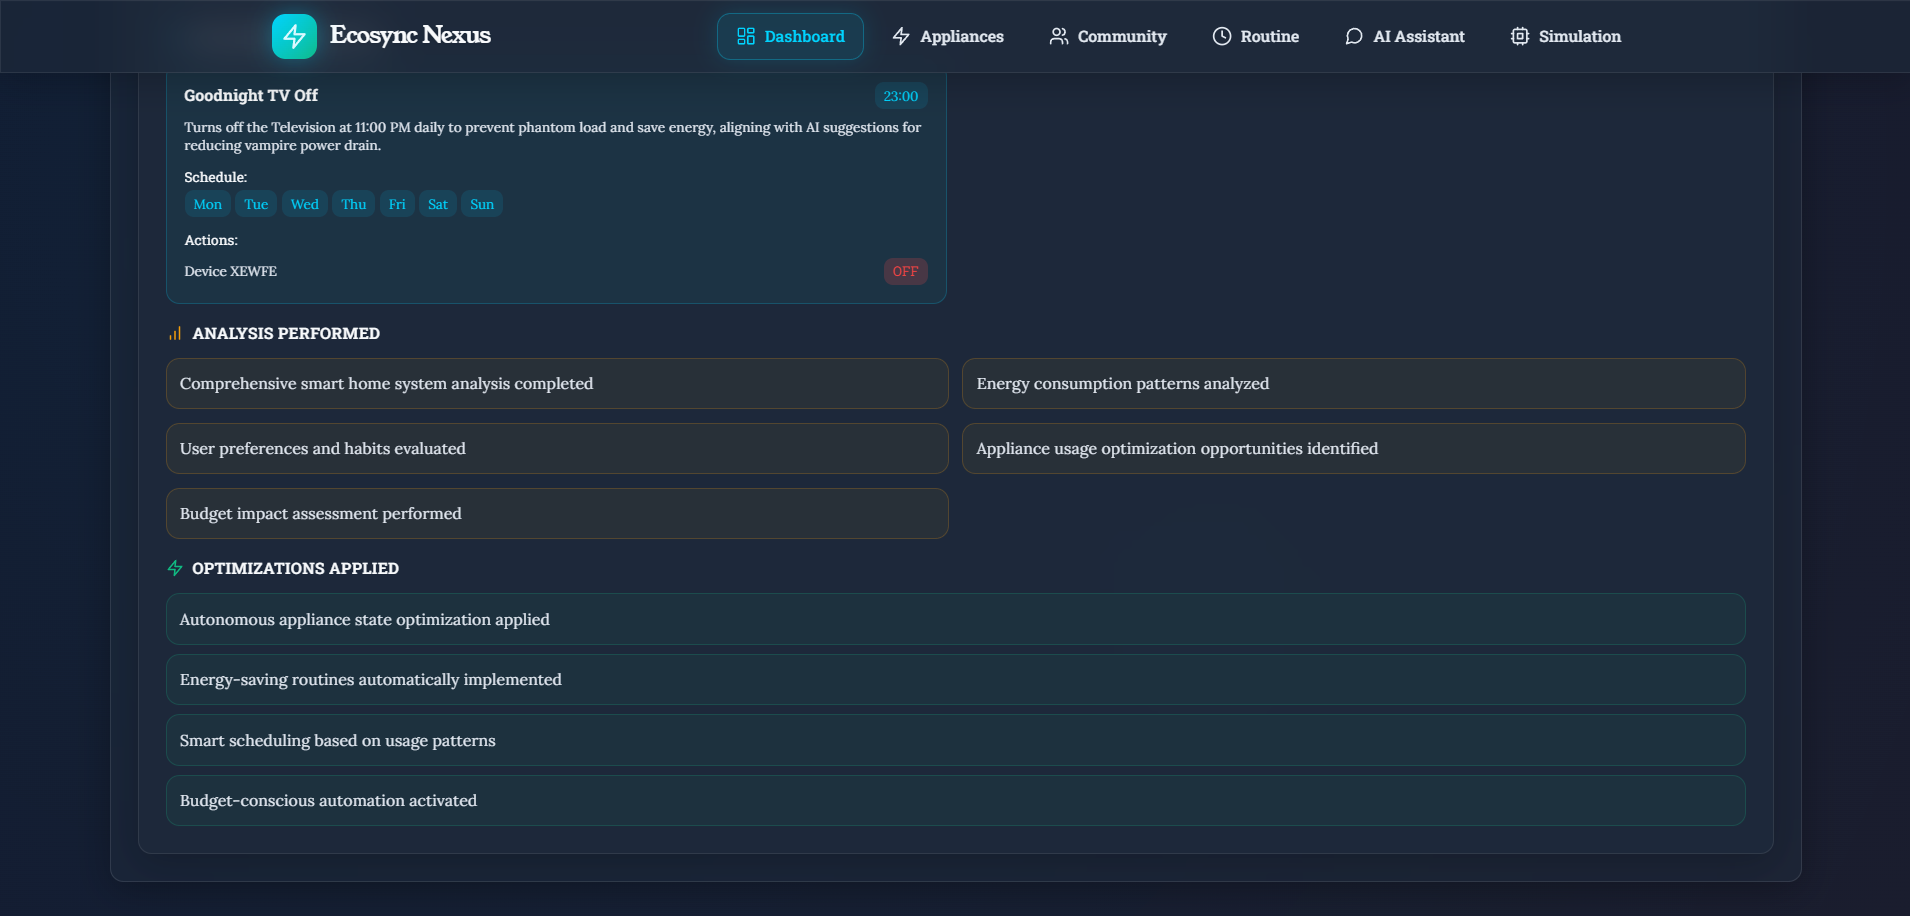 Ecosync Nexus
Dashboard
Appliances
Community
Routine
AI Assistant
Simulation
Goodnight TV Off
23:00
Turns off the Television at 11:00 PM daily to prevent phantom load and save energy, aligning with AI suggestions for
reducing vampire power drain.
Schedule:
Mon Tue Wed Thu Fri Sat Sun
Actions:
Device XEWFE
OFF
ANALYSIS PERFORMED
Comprehensive smart home system analysis completed
Energy consumption patterns analyzed
User preferences and habits evaluated
Appliance usage optimization opportunities identified
Budget impact assessment performed
OPTIMIZATIONS APPLIED
Autonomous appliance state optimization applied
Energy-saving routines automatically implemented
Smart scheduling based on usage patterns
Budget-conscious automation activated